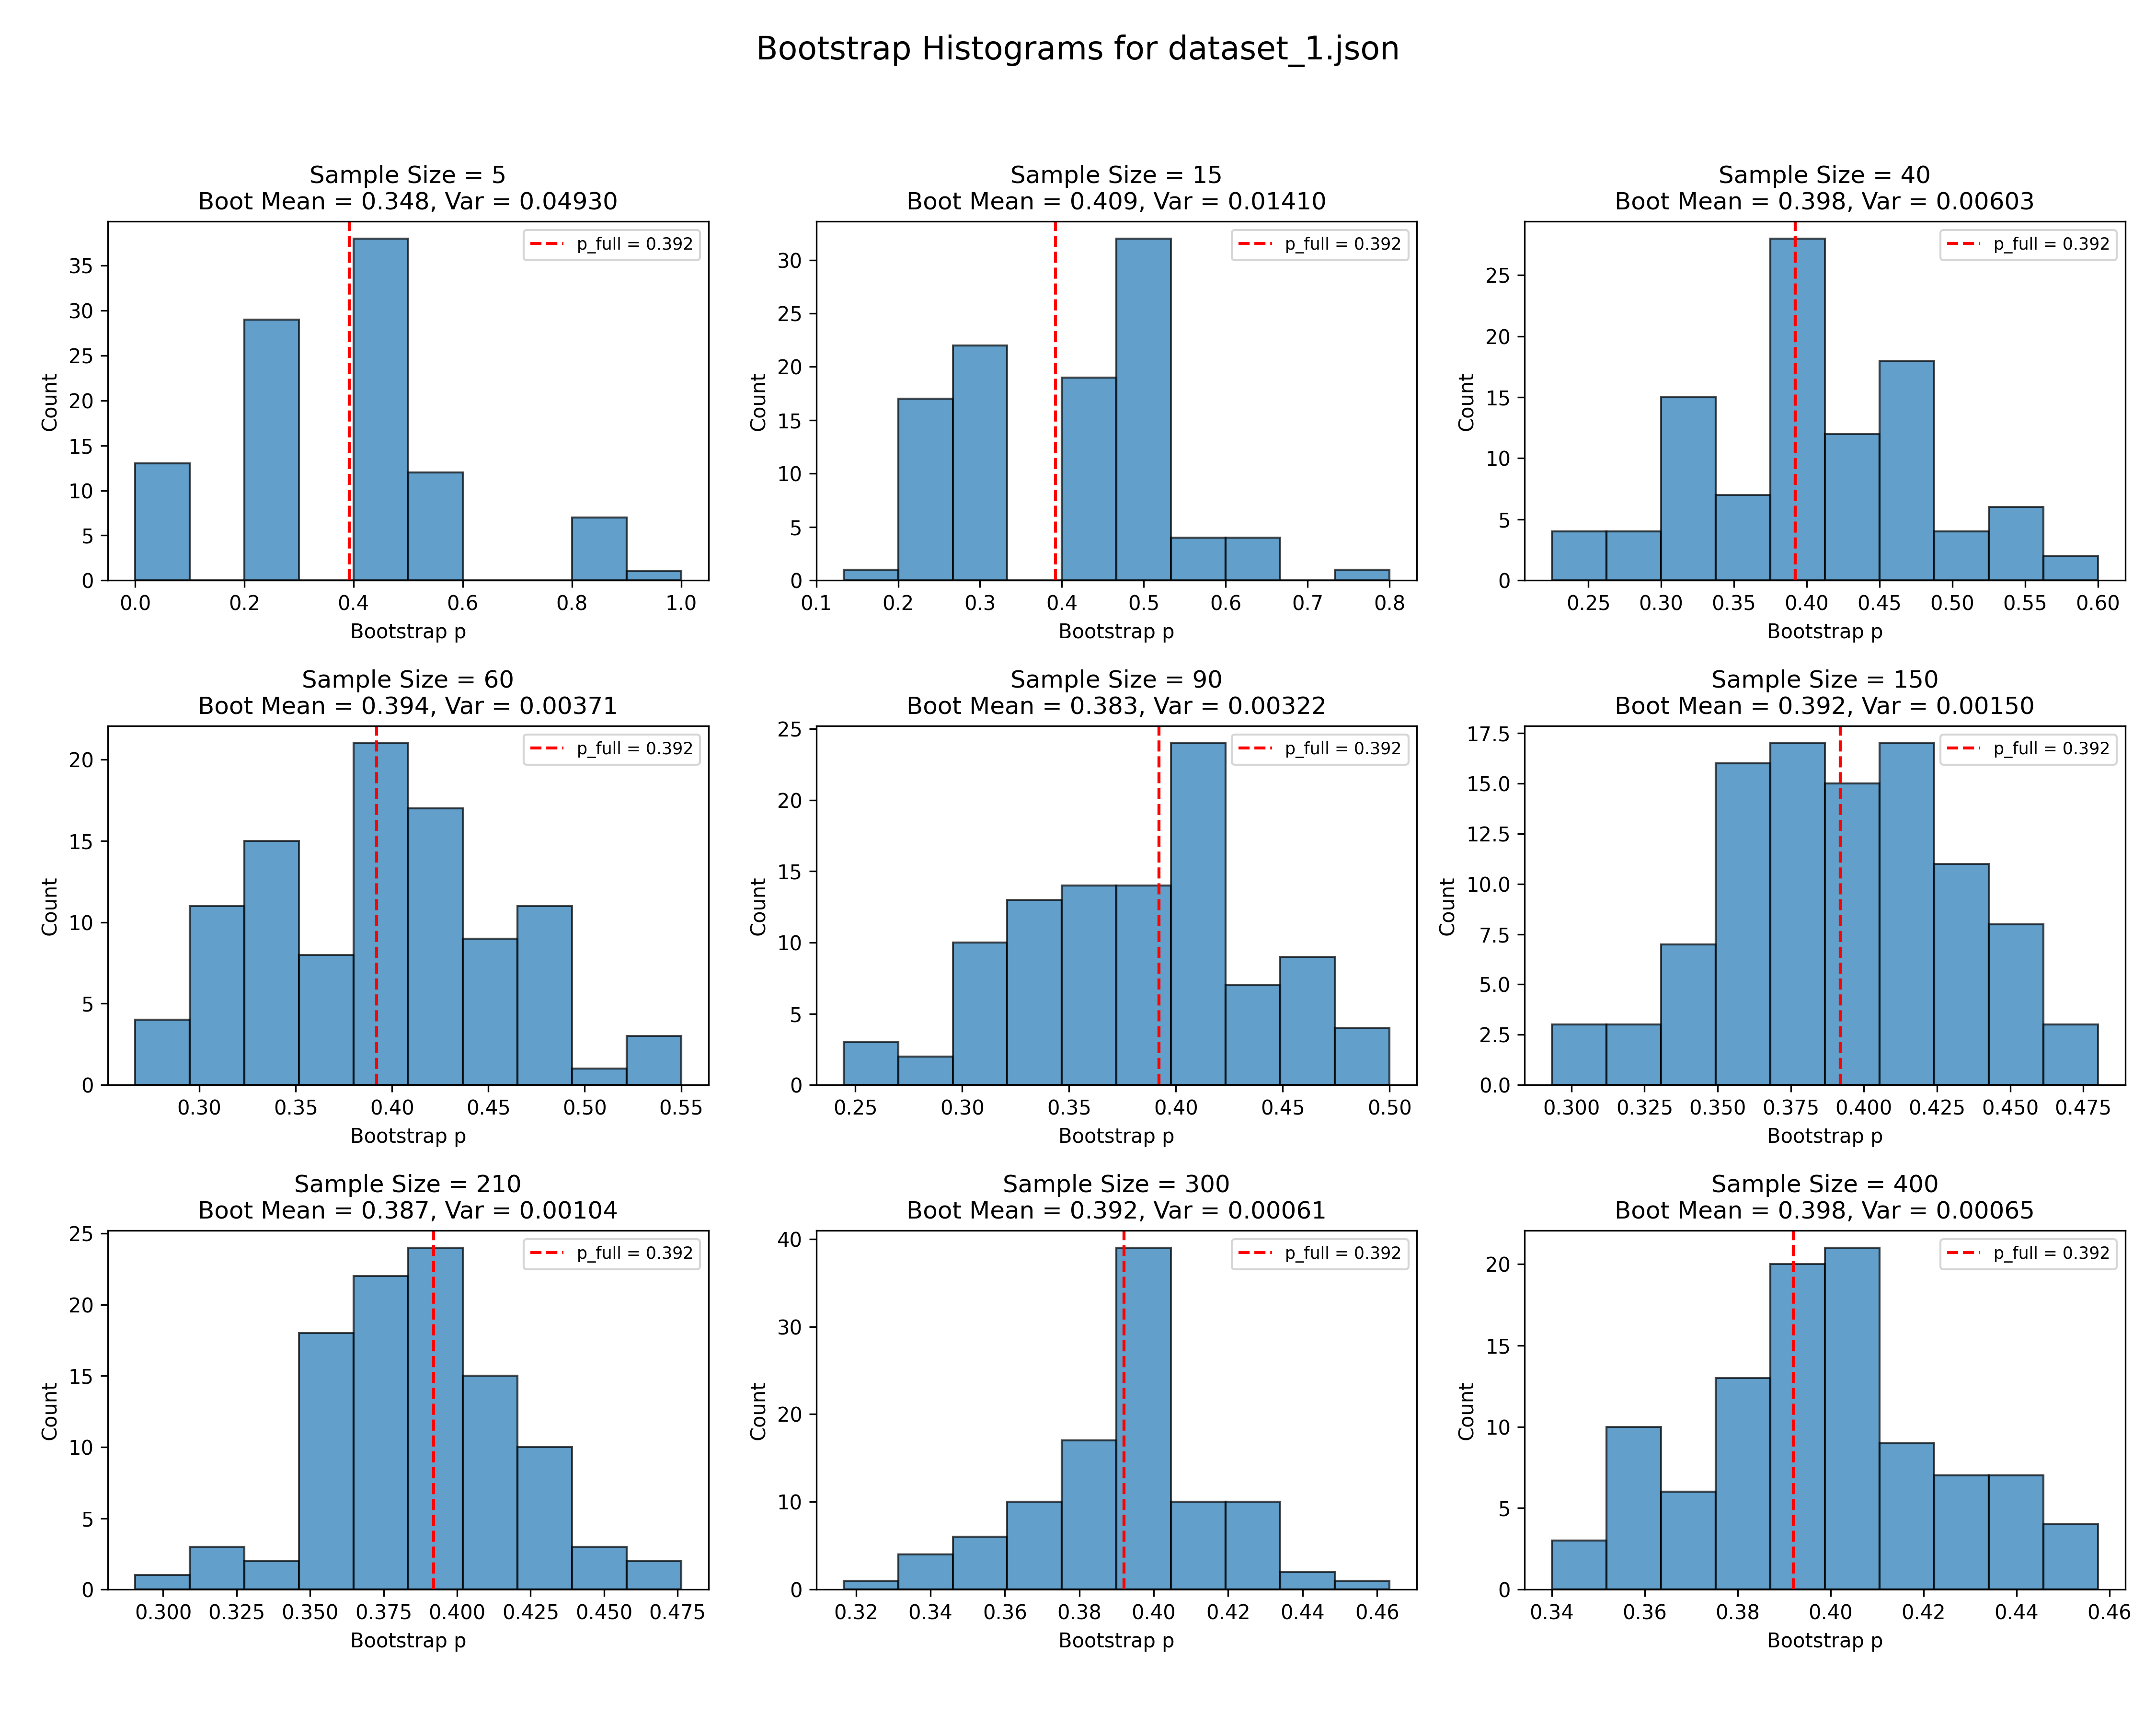 Bootstrap Histograms for dataset_1.json
Sample Size = 5
Boot Mean = 0.348, Var = 0.04930
p_full = 0.392
Count
35
30
25
20
15
10
5
0
0.0 0.2 0.4 0.6 0.8 1.0
Bootstrap p
Sample Size = 15
Boot Mean = 0.409, Var = 0.01410
p_full = 0.392
Count
30
25
20
15
10
5
0
0.1 0.2 0.3 0.4 0.5 0.6 0.7 0.8
Bootstrap p
Sample Size = 40
Boot Mean = 0.398, Var = 0.00603
p_full = 0.392
Count
25
20
15
10
5
0
0.25 0.30 0.35 0.40 0.45 0.50 0.55 0.60
Bootstrap p
Sample Size = 60
Boot Mean = 0.394, Var = 0.00371
p_full = 0.392
Count
20
15
10
5
0
0.30 0.35 0.40 0.45 0.50 0.55
Bootstrap p
Sample Size = 90
Boot Mean = 0.383, Var = 0.00322
p_full = 0.392
Count
25
20
15
10
5
0
0.25 0.30 0.35 0.40 0.45 0.50
Bootstrap p
Sample Size = 150
Boot Mean = 0.392, Var = 0.00150
p_full = 0.392
Count
17.5
15.0
12.5
10.0
7.5
5.0
2.5
0.0
0.300 0.325 0.350 0.375 0.400 0.425 0.450 0.475
Bootstrap p
Sample Size = 210
Boot Mean = 0.387, Var = 0.00104
p_full = 0.392
Count
25
20
15
10
5
0
0.300 0.325 0.350 0.375 0.400 0.425 0.450 0.475
Bootstrap p
Sample Size = 300
Boot Mean = 0.392, Var = 0.00061
p_full = 0.392
Count
40
30
20
10
0
0.32 0.34 0.36 0.38 0.40 0.42 0.44 0.46
Bootstrap p
Sample Size = 400
Boot Mean = 0.398, Var = 0.00065
p_full = 0.392
Count
20
15
10
5
0
0.34 0.36 0.38 0.40 0.42 0.44 0.46
Bootstrap p